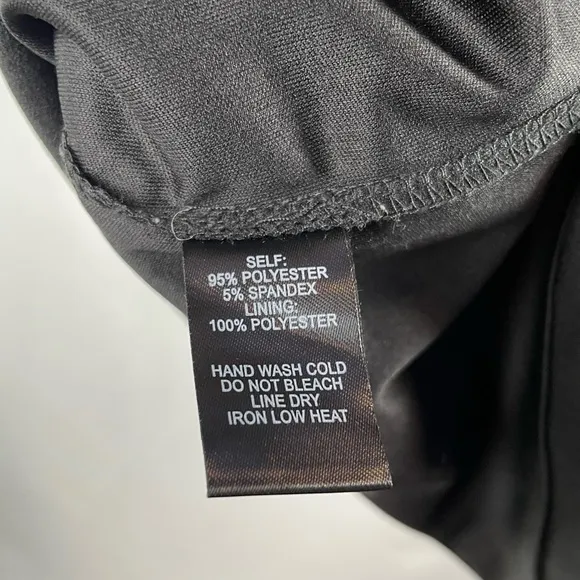 SELF:
95% POLYESTER
5% SPANDEX
LINING:
100% POLYESTER
HAND WASH COLD
DO NOT BLEACH
LINE DRY
IRON LOW HEAT